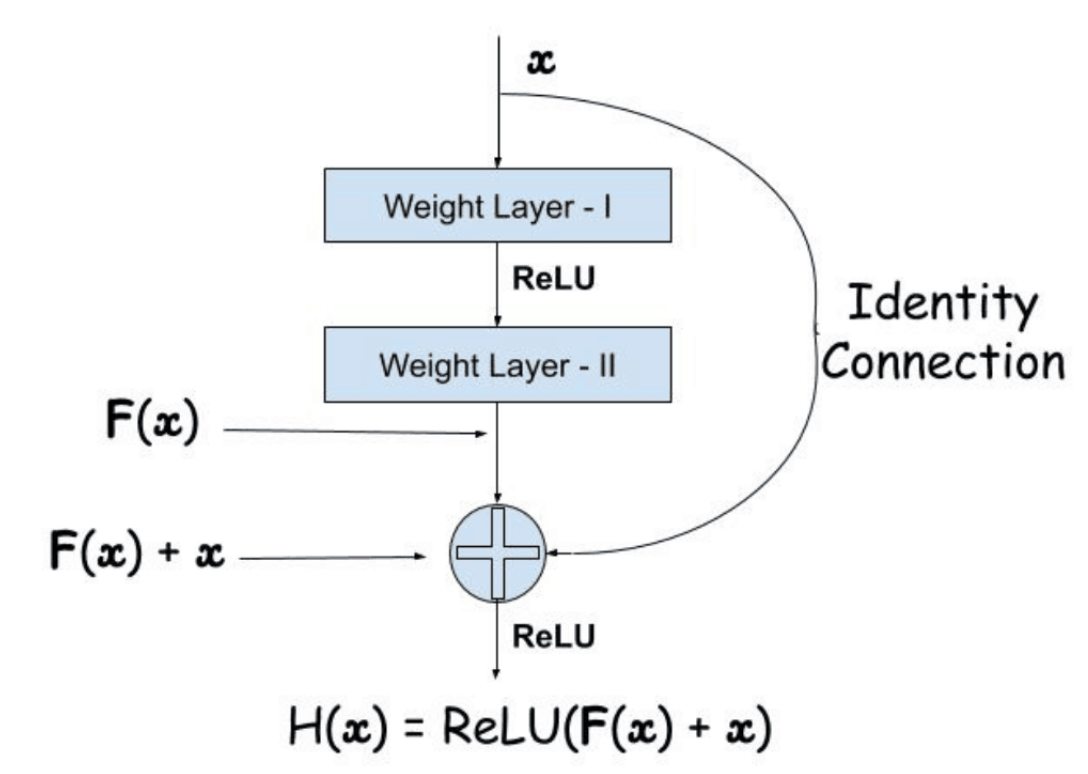 x
Weight Layer - I
ReLU
Identity
Connection
Weight Layer - II
F(x)
F(x) + x
ReLU
H(x) = ReLU(F(x) + x)